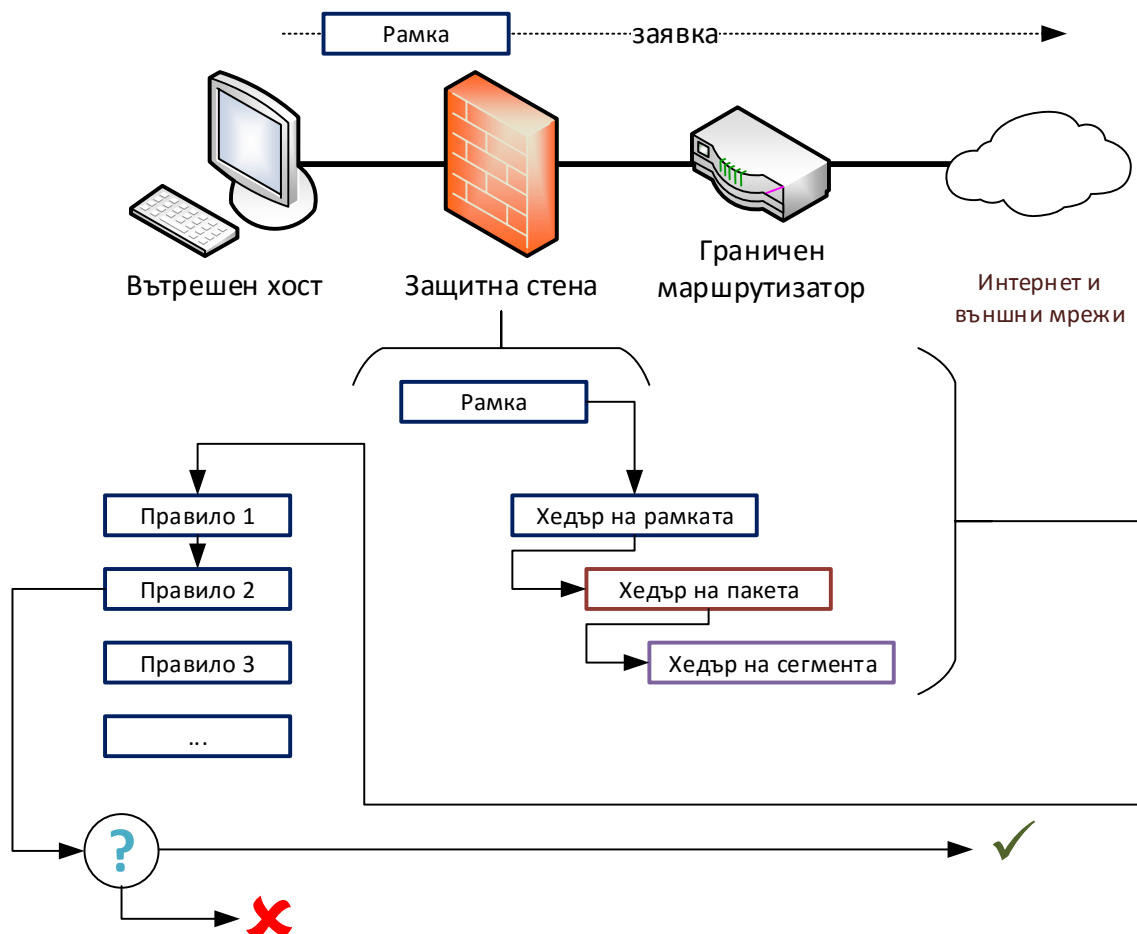 Рамка
заявка
Вътрешен хост
Защитна стена
Граничен
маршрутизатор
Интернет и
външни мрежи
Рамка
Правило 1
Хедър на рамката
Правило 2
Хедър на пакета
Правило 3
Хедър на сегмента
...
?